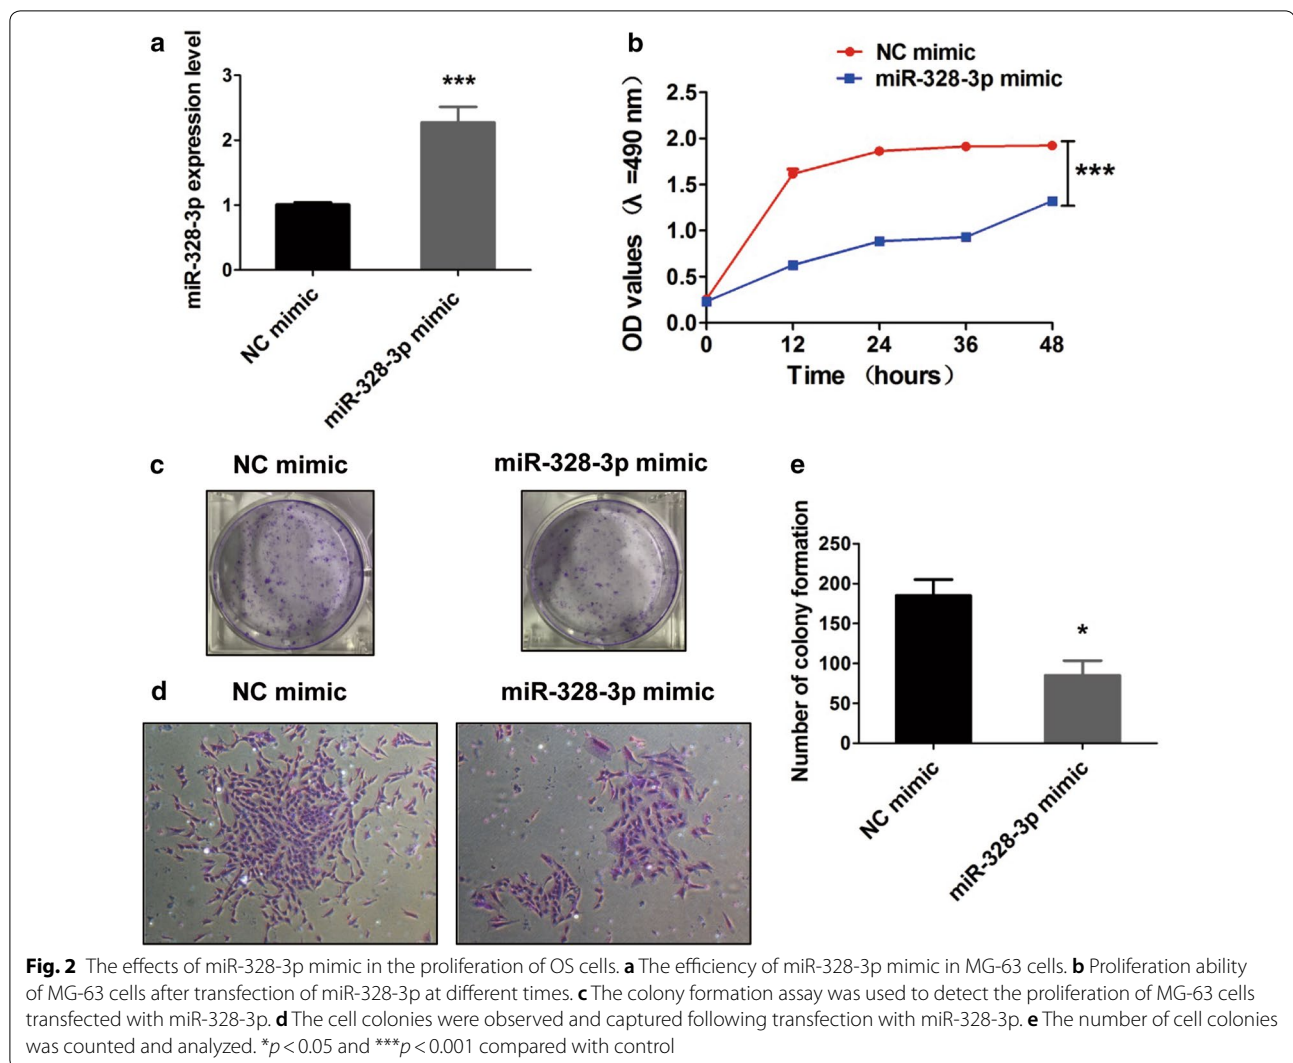 a
miR-328-3p expression level
3
2
1
0
***
NC mimic
miR-328-3p mimic
b
NC mimic
miR-328-3p mimic
OD values （λ =490 nm）
2.5
2.0
1.5
1.0
0.5
0.0
***
0 12 24 36 48
Time （hours）
c
NC mimic
miR-328-3p mimic
d
NC mimic
miR-328-3p mimic
e
Number of colony formation
250
200
150
100
50
0
*
NC mimic
miR-328-3p mimic
Fig. 2 The effects of miR-328-3p mimic in the proliferation of OS cells. a The efficiency of miR-328-3p mimic in MG-63 cells. b Proliferation ability
of MG-63 cells after transfection of miR-328-3p at different times. c The colony formation assay was used to detect the proliferation of MG-63 cells
transfected with miR-328-3p. d The cell colonies were observed and captured following transfection with miR-328-3p. e The number of cell colonies
was counted and analyzed. *p < 0.05 and ***p < 0.001 compared with control